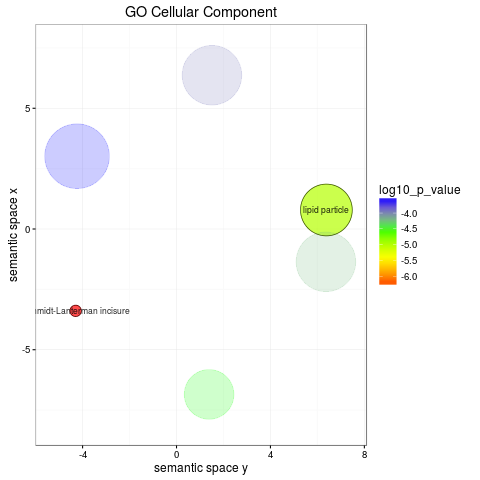 GO Cellular Component
semantic space x
5
0
-5
lipid particle
midt-Lanterman incisure
-4
0
4
8
semantic space y
log10_p_value
-4.0
-4.5
-5.0
-5.5
-6.0